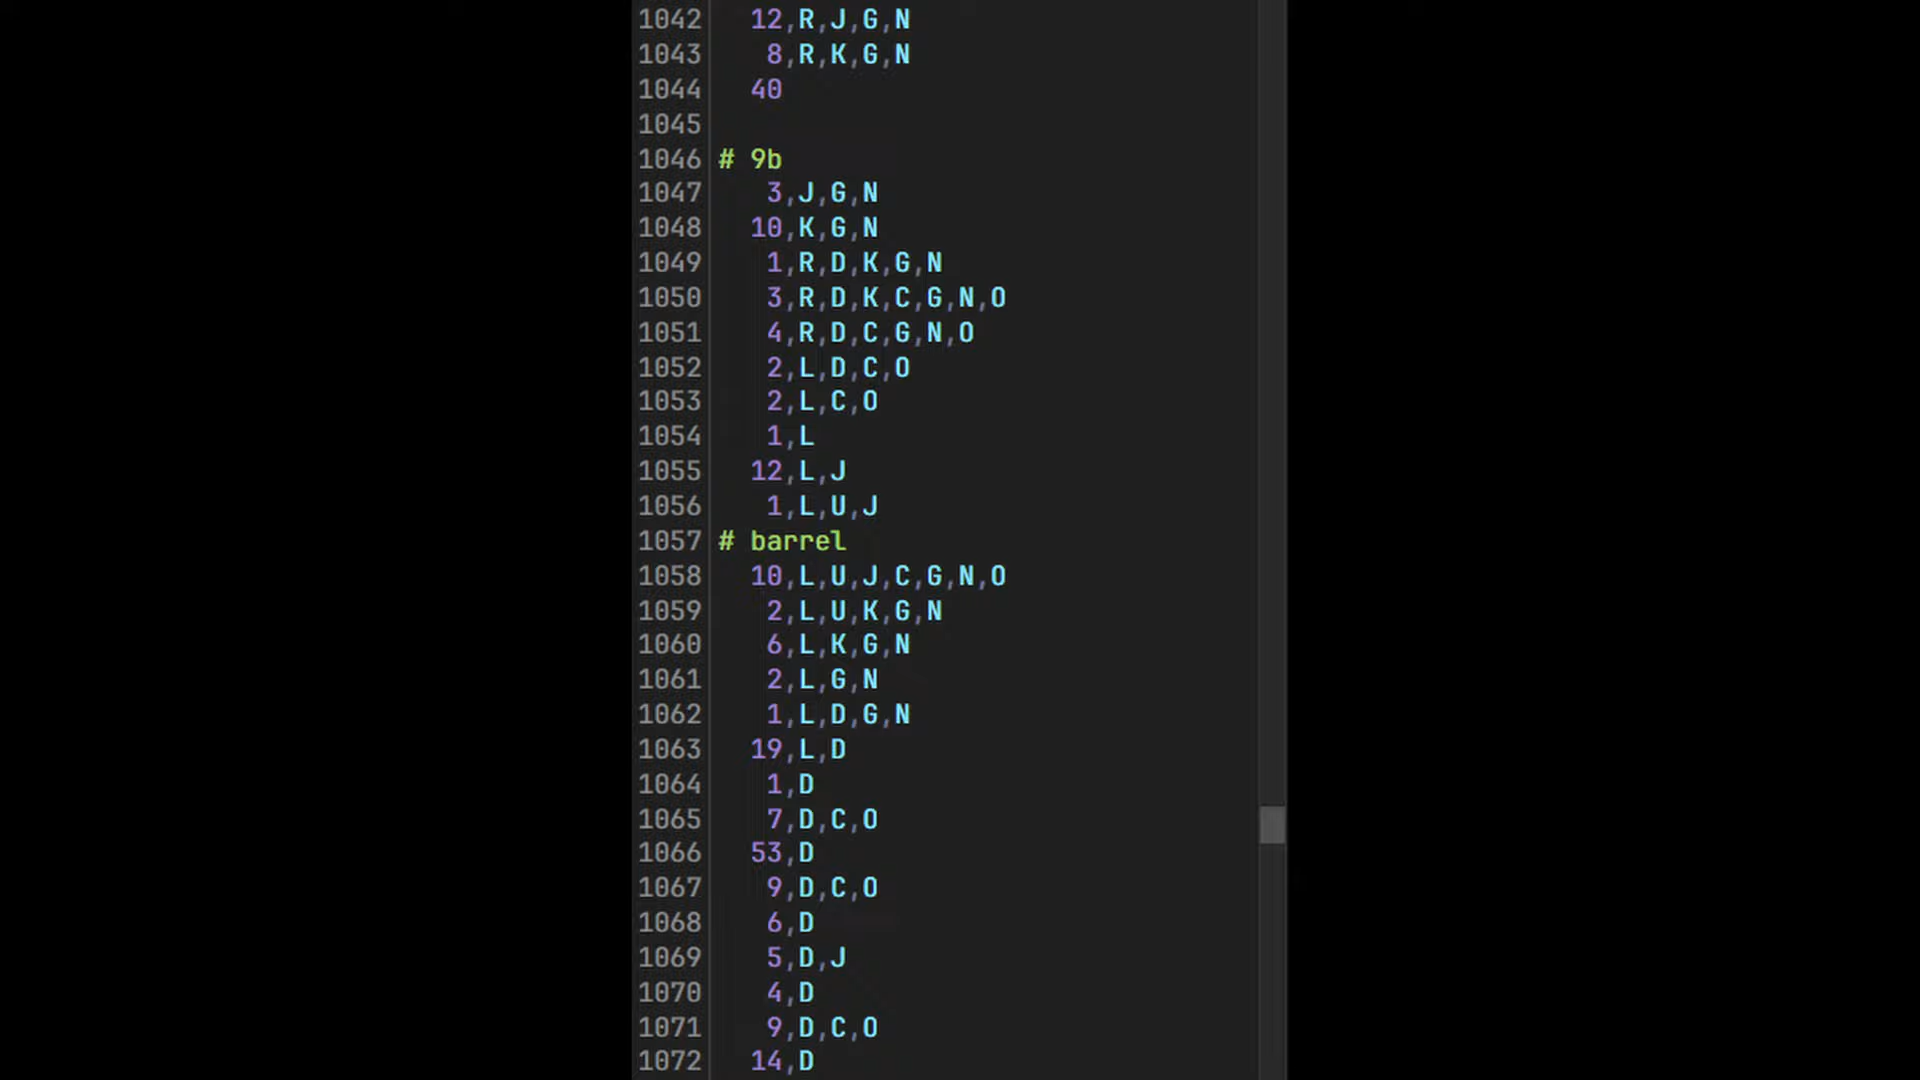 1042   12,R,J,G,N
1043    8,R,K,G,N
1044   40
1045
1046 # 9b
1047    3,J,G,N
1048   10,K,G,N
1049    1,R,D,K,G,N
1050    3,R,D,K,C,G,N,O
1051    4,R,D,C,G,N,O
1052    2,L,D,C,O
1053    2,L,C,O
1054    1,L
1055   12,L,J
1056    1,L,U,J
1057 # barrel
1058   10,L,U,J,C,G,N,O
1059    2,L,U,K,G,N
1060    6,L,K,G,N
1061    2,L,G,N
1062    1,L,D,G,N
1063   19,L,D
1064    1,D
1065    7,D,C,O
1066   53,D
1067    9,D,C,O
1068    6,D
1069    5,D,J
1070    4,D
1071    9,D,C,O
1072   14,D